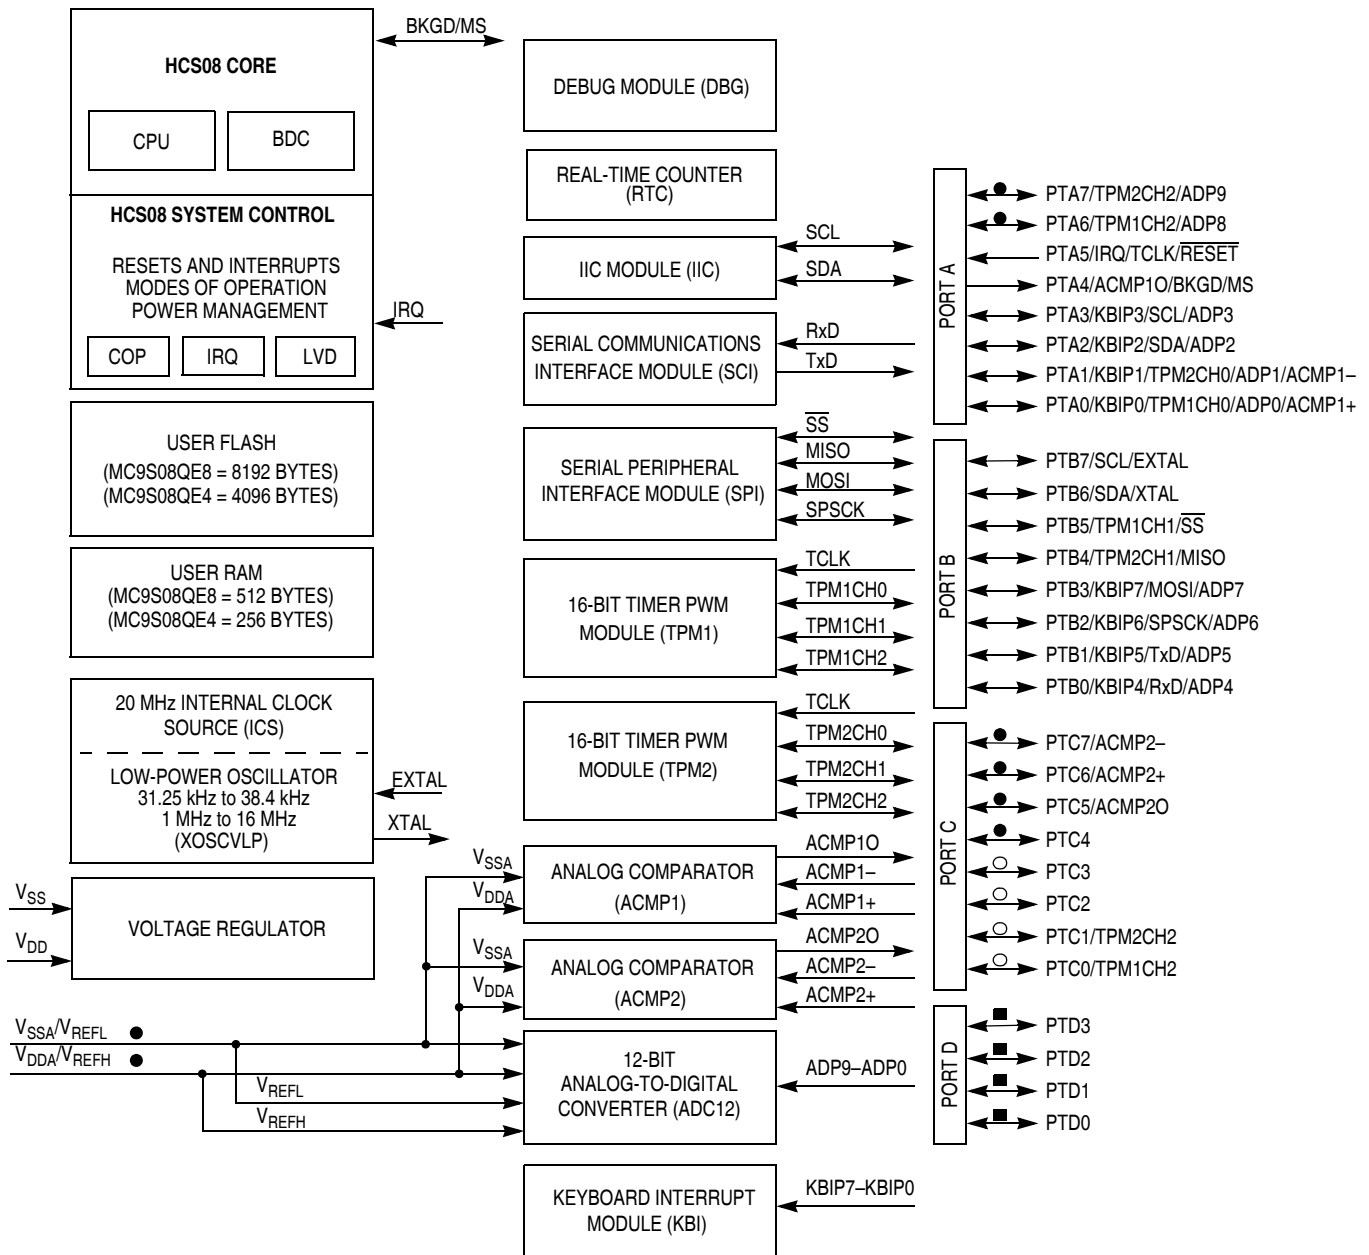 BKGD/MS
HCS08 CORE
CPU
BDC
HCS08 SYSTEM CONTROL
RESETS AND INTERRUPTS
MODES OF OPERATION
POWER MANAGEMENT
IRQ
COP
IRQ
LVD
USER FLASH
(MC9S08QE8 = 8192 BYTES)
(MC9S08QE4 = 4096 BYTES)
USER RAM
(MC9S08QE8 = 512 BYTES)
(MC9S08QE4 = 256 BYTES)
20 MHz INTERNAL CLOCK
SOURCE (ICS)
LOW-POWER OSCILLATOR
31.25 kHz to 38.4 kHz
1 MHz to 16 MHz
(XOSCVLP)
EXTAL
XTAL
VSS
VDD
VOLTAGE REGULATOR
VSSA/VREFL
VDDA/VREFH
VREFL
VREFH
DEBUG MODULE (DBG)
REAL-TIME COUNTER
(RTC)
IIC MODULE (IIC)
SCL
SDA
SERIAL COMMUNICATIONS
INTERFACE MODULE (SCI)
RxD
TxD
SERIAL PERIPHERAL
INTERFACE MODULE (SPI)
SS
MISO
MOSI
SPSCK
16-BIT TIMER PWM
MODULE (TPM1)
TCLK
TPM1CH0
TPM1CH1
TPM1CH2
16-BIT TIMER PWM
MODULE (TPM2)
TCLK
TPM2CH0
TPM2CH1
TPM2CH2
VSSA
VDDA
ANALOG COMPARATOR
(ACMP1)
ACMP1O
ACMP1–
ACMP1+
VSSA
VDDA
ANALOG COMPARATOR
(ACMP2)
ACMP2O
ACMP2–
ACMP2+
12-BIT
ANALOG-TO-DIGITAL
CONVERTER (ADC12)
ADP9–ADP0
KEYBOARD INTERRUPT
MODULE (KBI)
KBIP7–KBIP0
PORT A
PTA7/TPM2CH2/ADP9
PTA6/TPM1CH2/ADP8
PTA5/IRQ/TCLK/RESET
PTA4/ACMP1O/BKGD/MS
PTA3/KBIP3/SCL/ADP3
PTA2/KBIP2/SDA/ADP2
PTA1/KBIP1/TPM2CH0/ADP1/ACMP1–
PTA0/KBIP0/TPM1CH0/ADP0/ACMP1+
PORT B
PTB7/SCL/EXTAL
PTB6/SDA/XTAL
PTB5/TPM1CH1/SS
PTB4/TPM2CH1/MISO
PTB3/KBIP7/MOSI/ADP7
PTB2/KBIP6/SPSCK/ADP6
PTB1/KBIP5/TxD/ADP5
PTB0/KBIP4/RxD/ADP4
PORT C
PTC7/ACMP2–
PTC6/ACMP2+
PTC5/ACMP2O
PTC4
PTC3
PTC2
PTC1/TPM2CH2
PTC0/TPM1CH2
PORT D
PTD3
PTD2
PTD1
PTD0